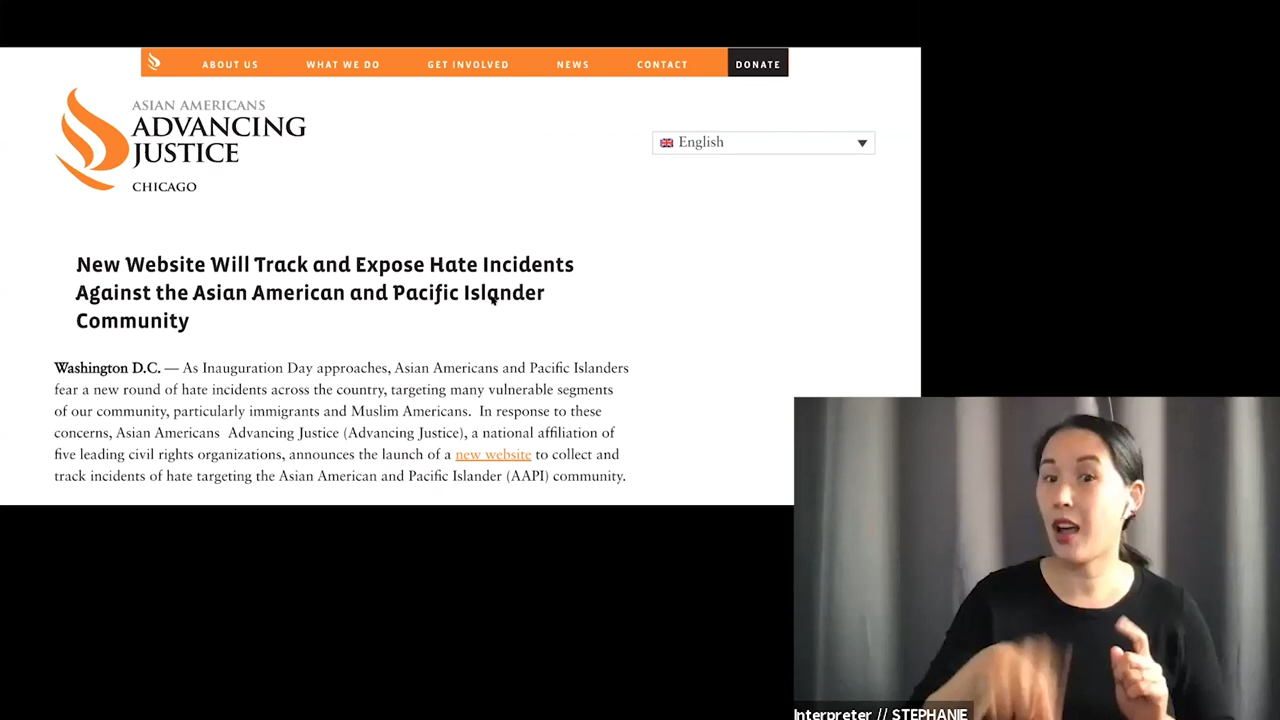 ABOUT US WHAT WE DO GET INVOLVED NEWS CONTACT DONATE
ASIAN AMERICANS
ADVANCING
JUSTICE
CHICAGO
English
New Website Will Track and Expose Hate Incidents
Against the Asian American and Pacific Islander
Community
Washington D.C. — As Inauguration Day approaches, Asian Americans and Pacific Islanders
fear a new round of hate incidents across the country, targeting many vulnerable segments
of our community, particularly immigrants and Muslim Americans. In response to these
concerns, Asian Americans Advancing Justice (Advancing Justice), a national affiliation of
five leading civil rights organizations, announces the launch of a new website to collect and
track incidents of hate targeting the Asian American and Pacific Islander (AAPI) community.
Interpreter // STEPHANIE